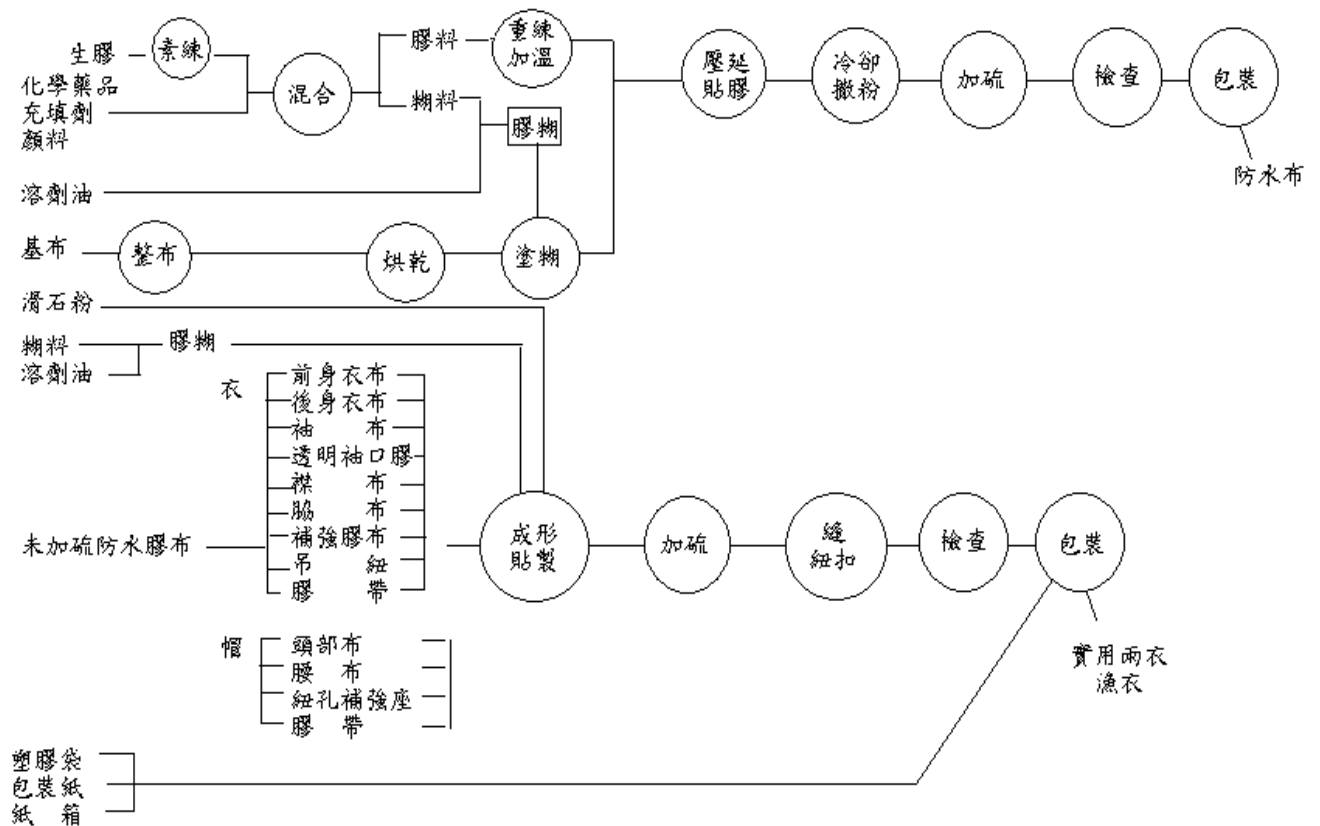 生膠
素練
化學藥品
充填劑
顏料
混合
膠料
糊料
重練
加溫
膠糊
溶劑油
基布
整布
烘乾
塗糊
壓延
貼膠
冷卻
撒粉
加硫
檢查
包裝
防水布
滑石粉
糊料
溶劑油
膠糊
衣
前身衣布
後身衣布
袖 布
透明袖口膠
襟 布
脇 布
補強膠布
吊 紐
膠 帶
未加硫防水膠布
成形
貼製
加硫
縫
紐扣
檢查
包裝
實用雨衣
漁衣
帽
頭部布
腰 布
紐孔補強座
膠 帶
塑膠袋
包裝紙
紙 箱